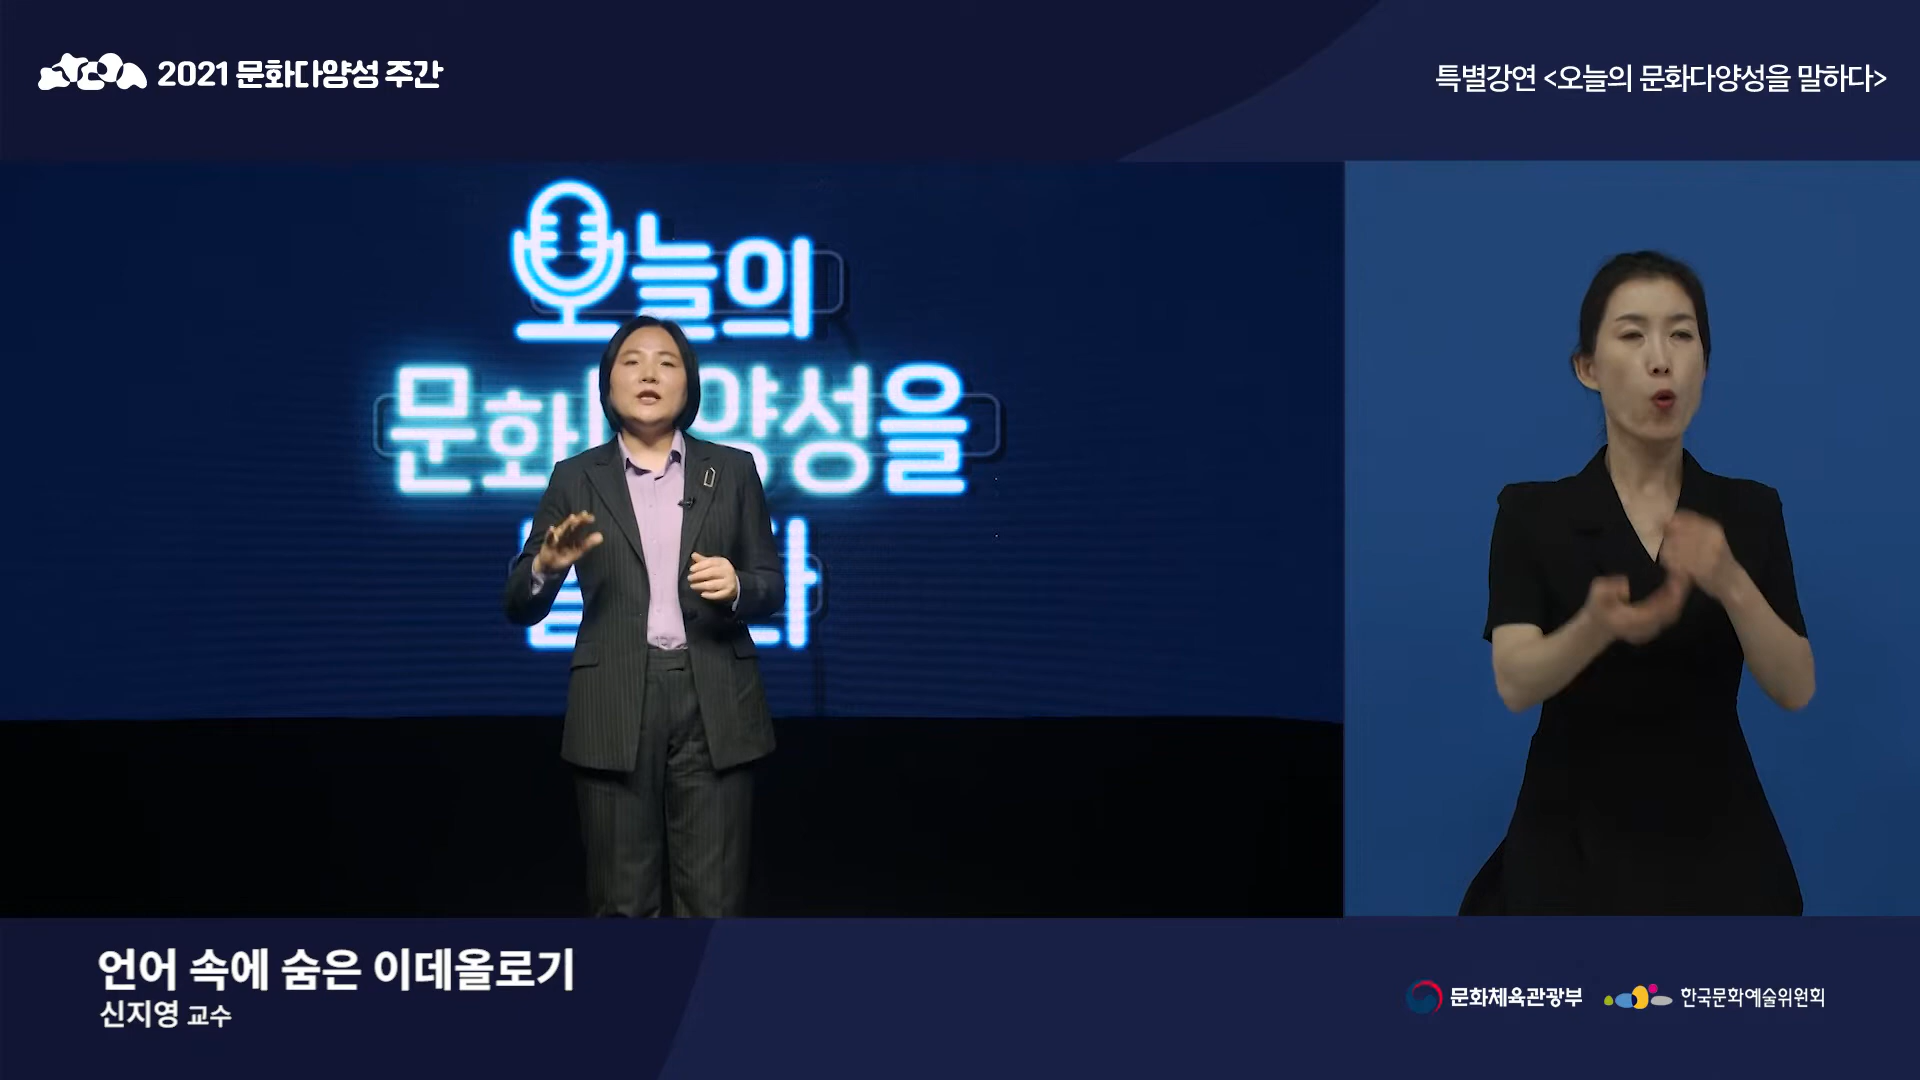 2021 문화다양성 주간
특별강연 <오늘의 문화다양성을 말하다>
오늘의
문화 양성을
언어 속에 숨은 이데올로기
신지영 교수
문화체육관광부
한국문화예술위원회